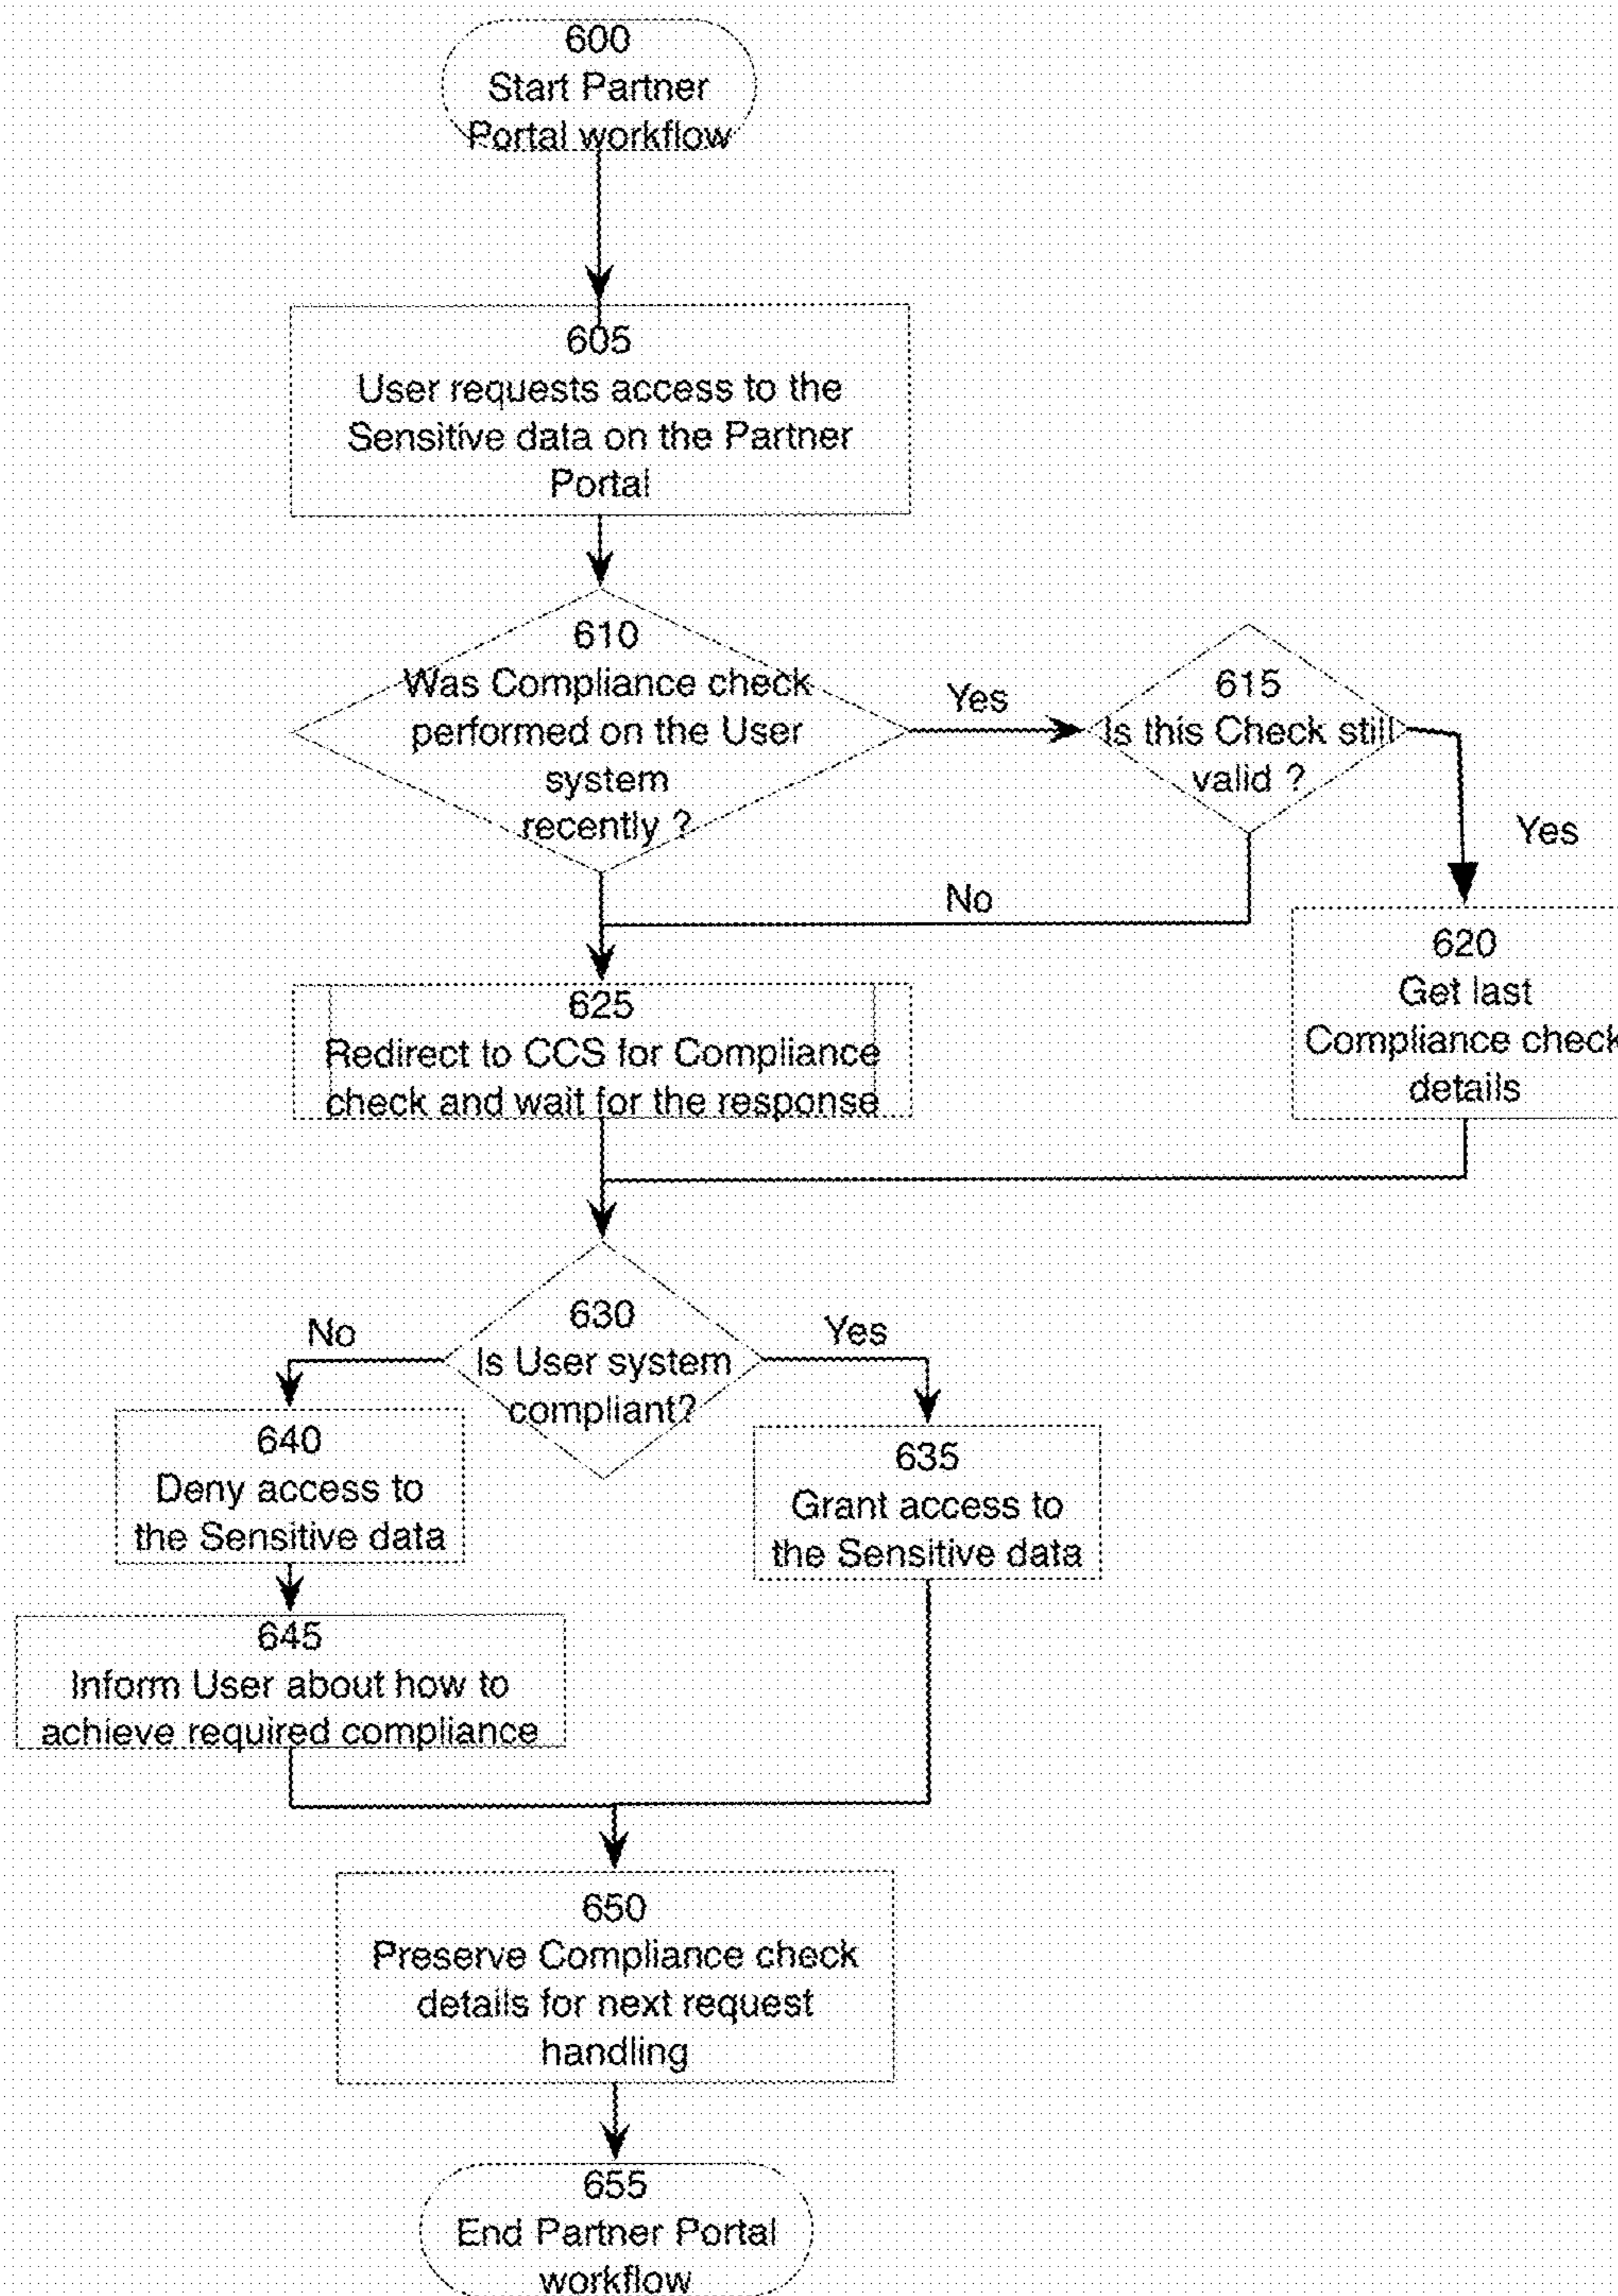 600
Start Partner
Portal workflow
605
User requests access to the
Sensitive data on the Partner
Portal
610
Was Compliance check
performed on the User
system
recently ?
Yes
615
Is this Check still
valid ?
Yes
No
620
Get last
Compliance check
details
625
Redirect to CCS for Compliance
check and wait for the response
630
Is User system
compliant?
No
Yes
640
Deny access to
the Sensitive data
635
Grant access to
the Sensitive data
645
Inform User about how to
achieve required compliance
650
Preserve Compliance check
details for next request
handling
655
End Partner Portal
workflow